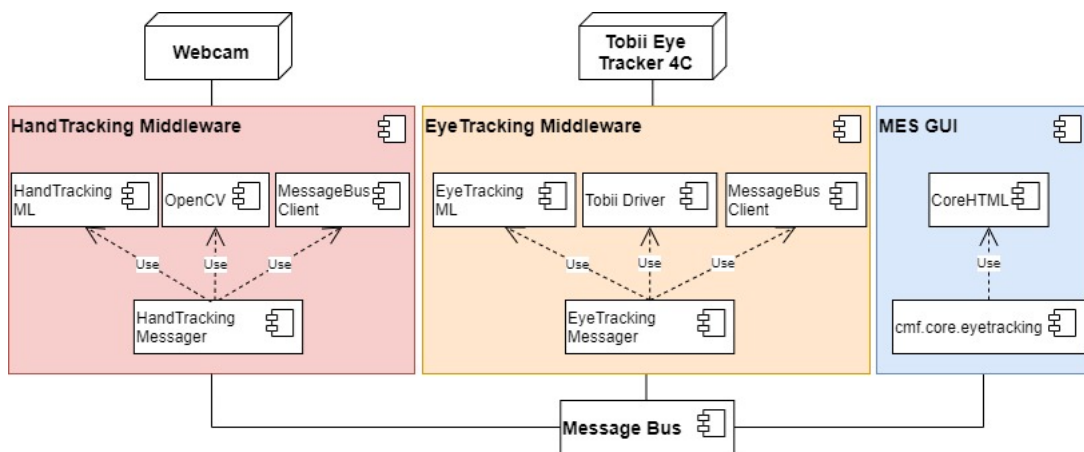 Webcam
Tobii Eye
Tracker 4C
HandTracking Middleware
EyeTracking Middleware
MES GUI
HandTracking
ML
OpenCV
MessageBus
Client
EyeTracking
ML
Tobii Driver
MessageBus
Client
CoreHTML
Use
Use
Use
Use
Use
Use
Use
HandTracking
Messager
EyeTracking
Messager
cmf.core.eyetracking
Message Bus